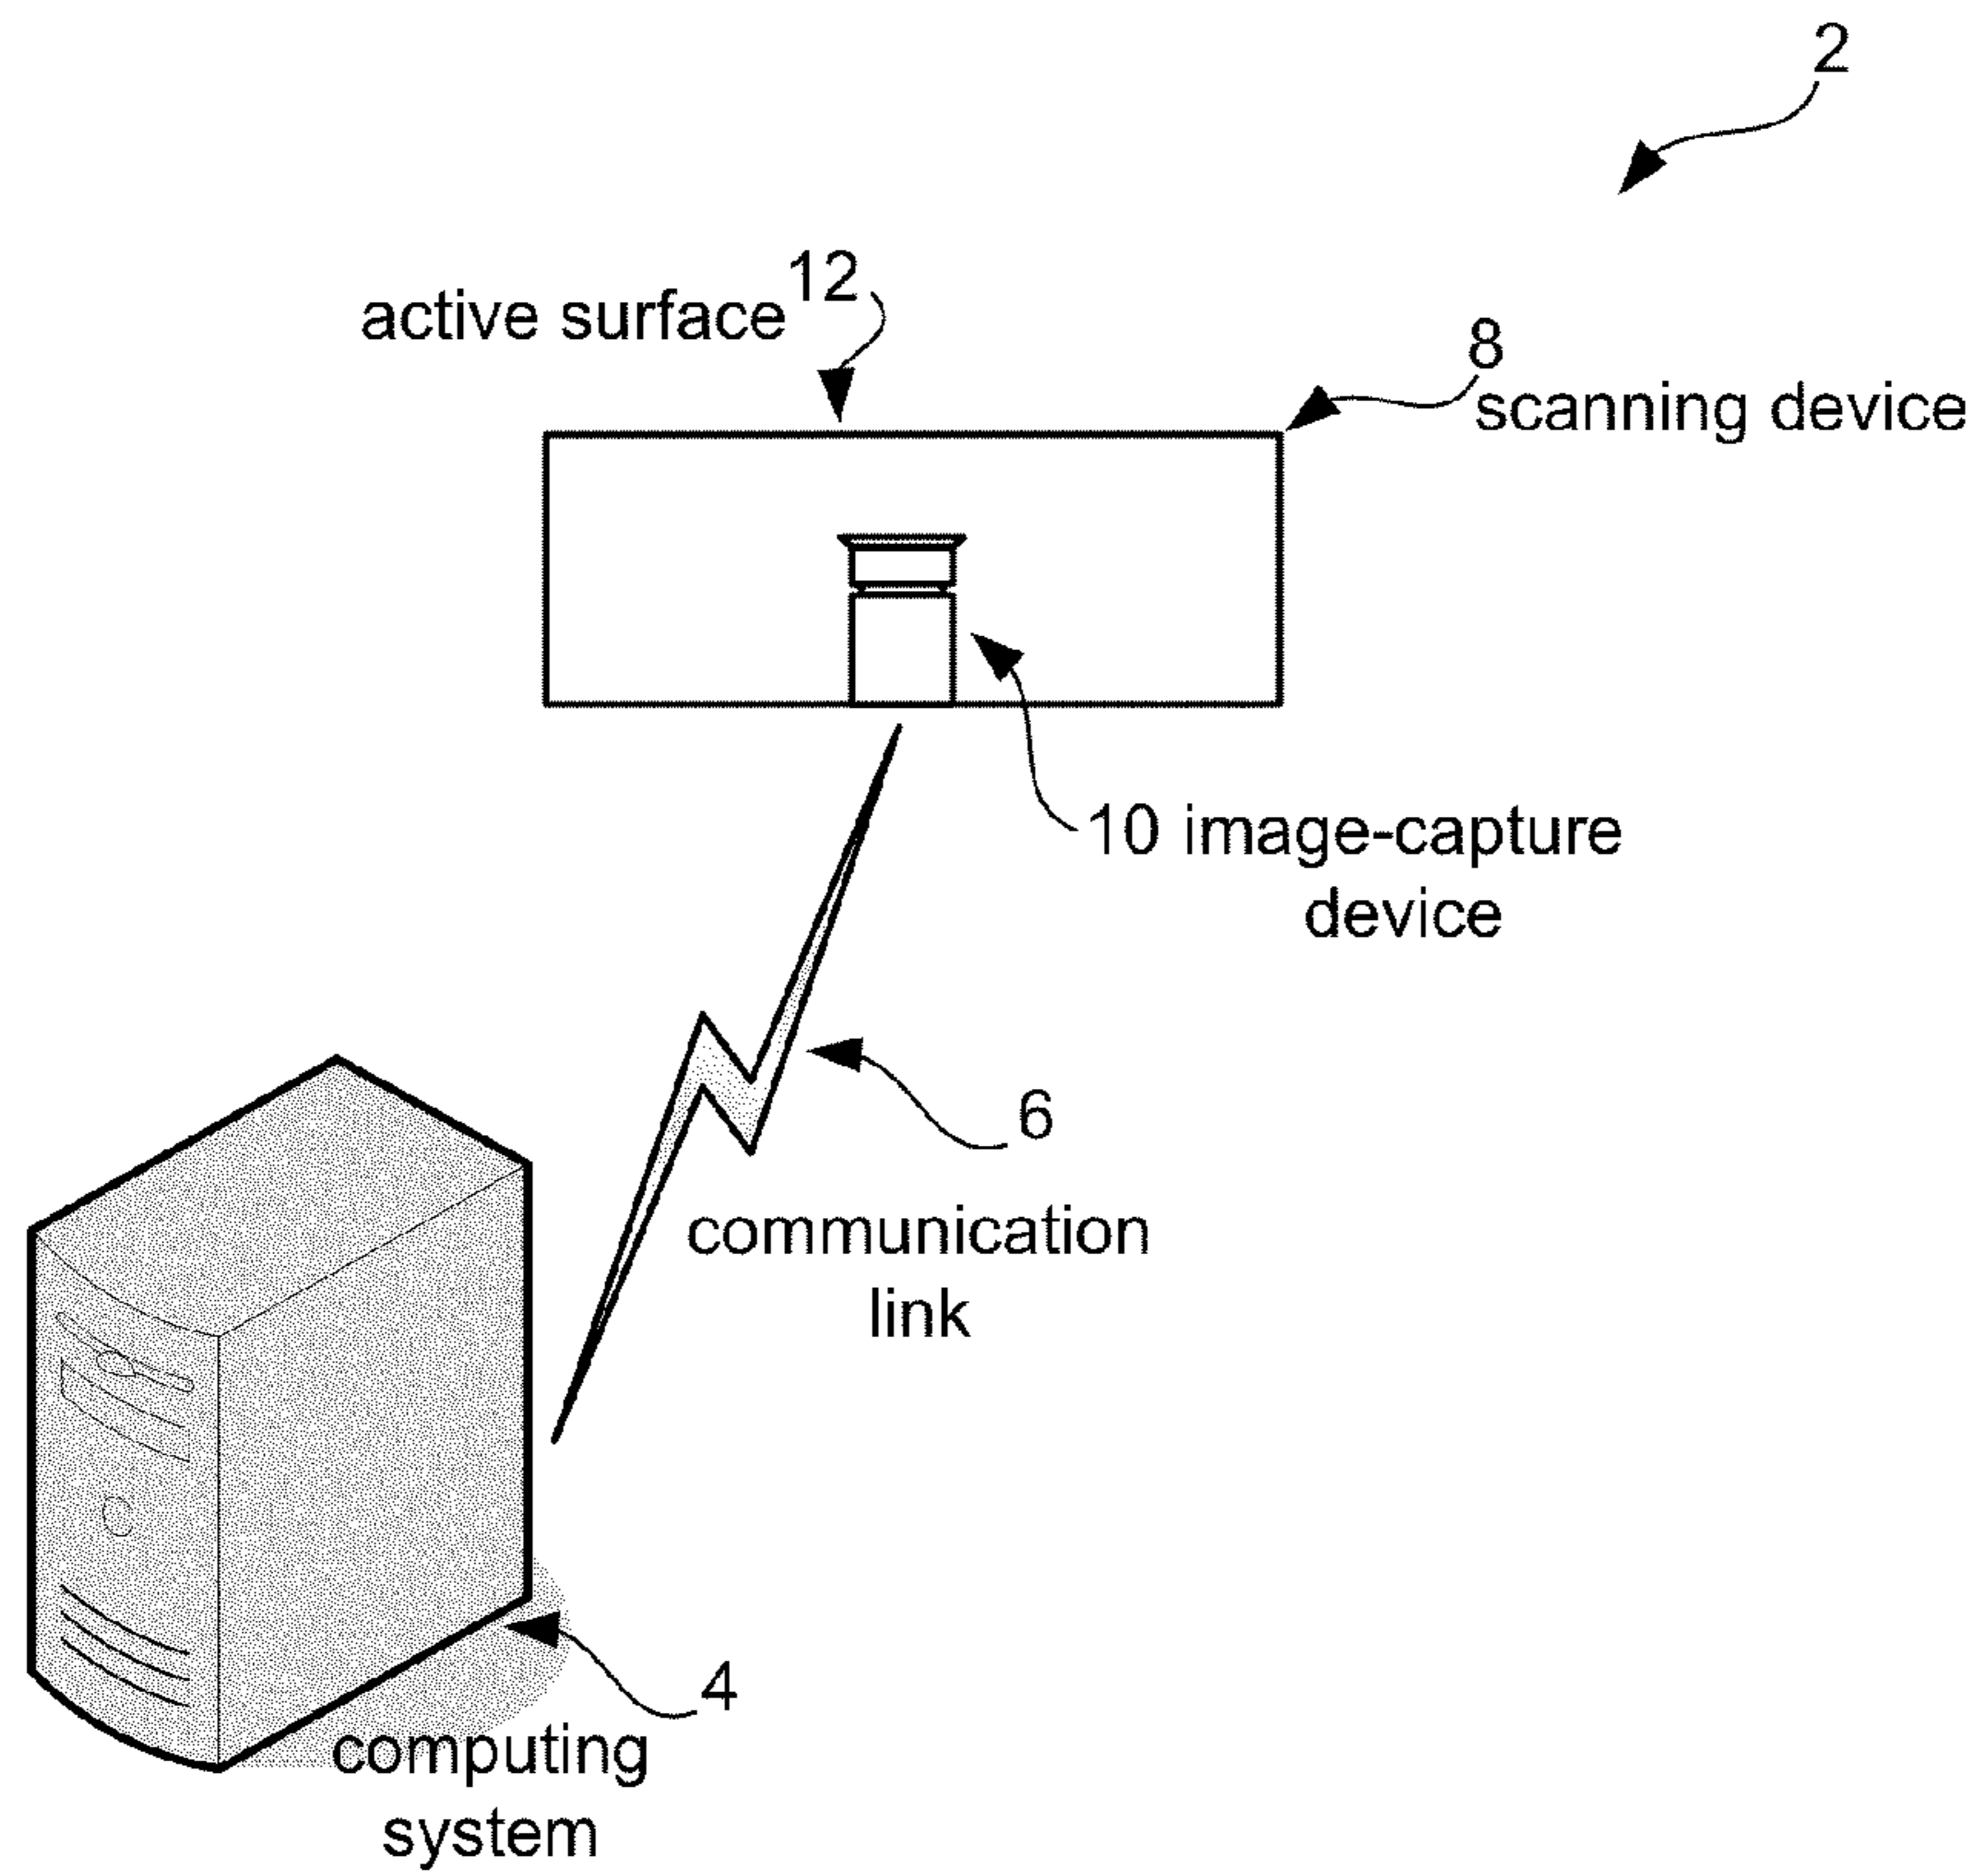 2
active surface 12
8
scanning device
10 image-capture
device
6
communication
link
4
computing
system